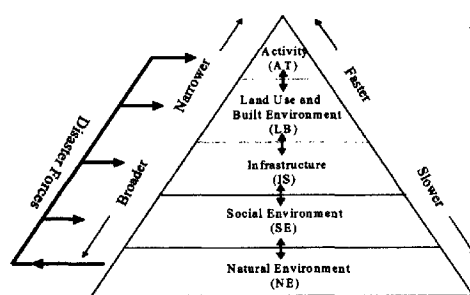 Activity
(AT)
Land Use and
Built Environment
(LB)
Infrastructure
(IS)
Social Environment
(SE)
Natural Environment
(NE)
Disaster Forces
Narrower
Broader
Faster
Slower